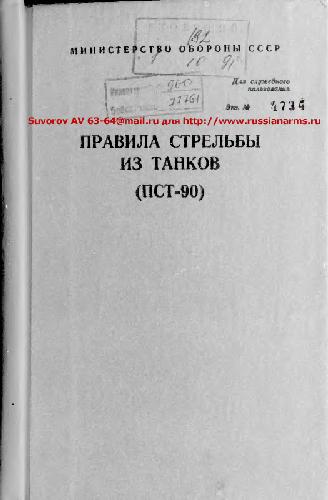 МИНИСТЕРСТВО ОБОРОНЫ СССР
Для служебного
пользования
Экз. №
Suvorov AV 63-64@mail.ru для http://www.russianarms.ru
ПРАВИЛА СТРЕЛЬБЫ
ИЗ ТАНКОВ
(ПСТ-90)